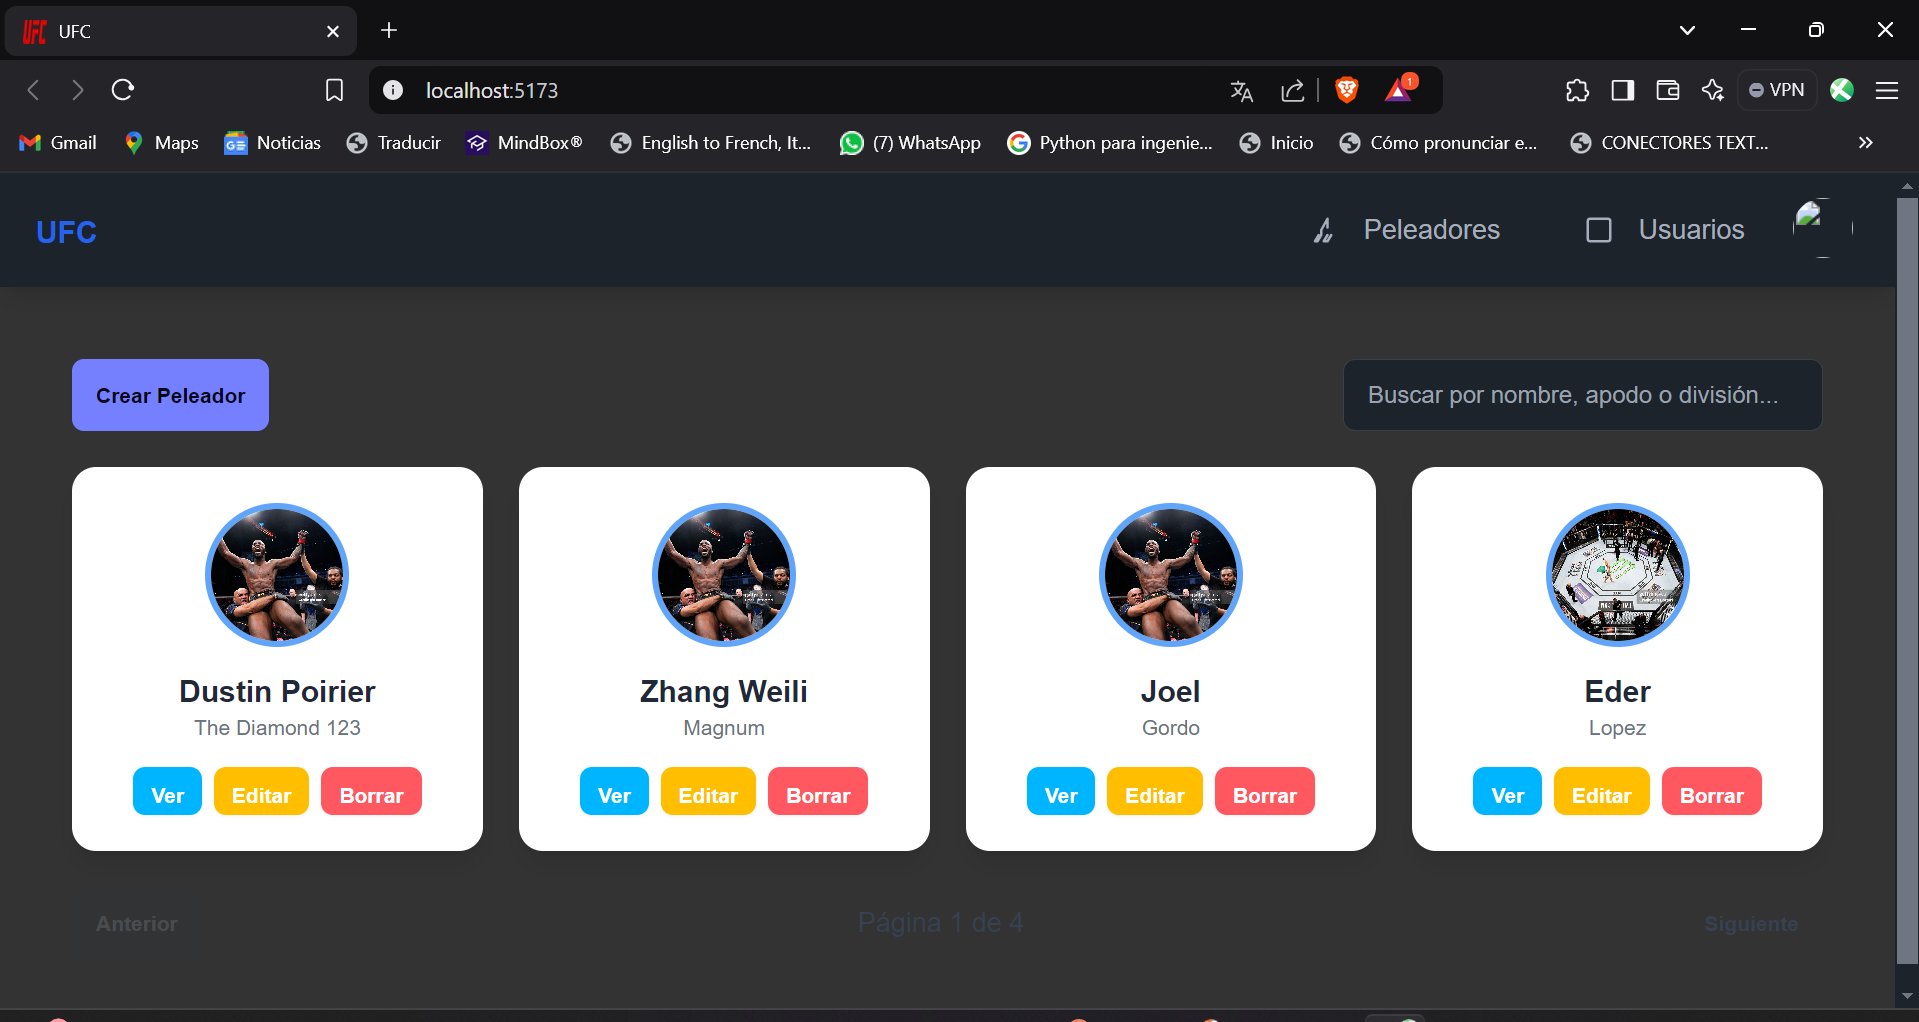 UFC
localhost:5173
1
VPN
Gmail
Maps
Noticias
Traducir
MindBox®
English to French, It...
(7) WhatsApp
Python para ingenie...
Inicio
Cómo pronunciar e...
CONECTORES TEXT...
UFC
Peleadores
Usuarios
Crear Peleador
Buscar por nombre, apodo o división...
Dustin Poirier
The Diamond 123
Ver Editar Borrar
Zhang Weili
Magnum
Ver Editar Borrar
Joel
Gordo
Ver Editar Borrar
Eder
Lopez
Ver Editar Borrar
Anterior
Página 1 de 4
Siguiente